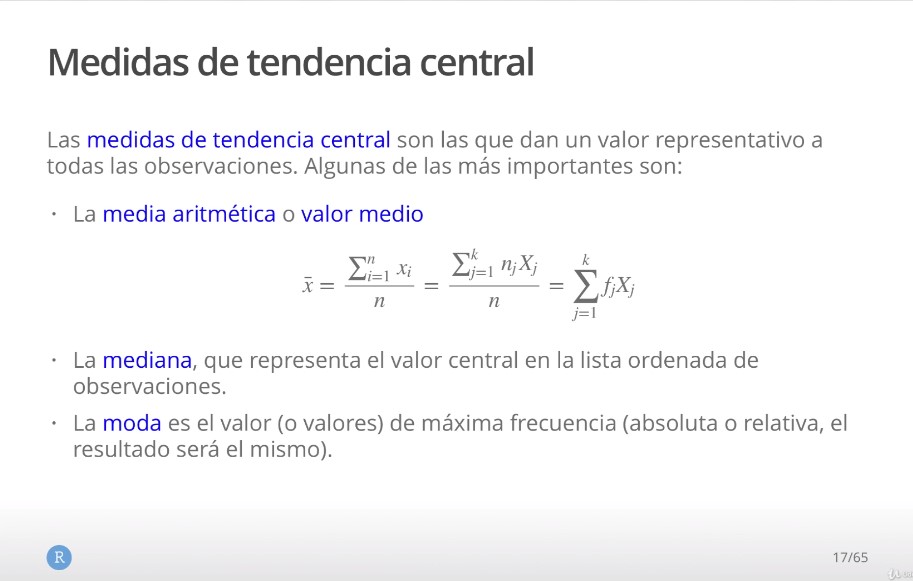 Medidas de tendencia central
Las medidas de tendencia central son las que dan un valor representativo a
todas las observaciones. Algunas de las más importantes son:
· La media aritmética o valor medio
x̄ = \frac{\sum_{i=1}^{n} x_i}{n} = \frac{\sum_{j=1}^{k} n_j X_j}{n} = \sum_{j=1}^{k} f_j X_j
· La mediana, que representa el valor central en la lista ordenada de
observaciones.
· La moda es el valor (o valores) de máxima frecuencia (absoluta o relativa, el
resultado será el mismo).
R
17/65